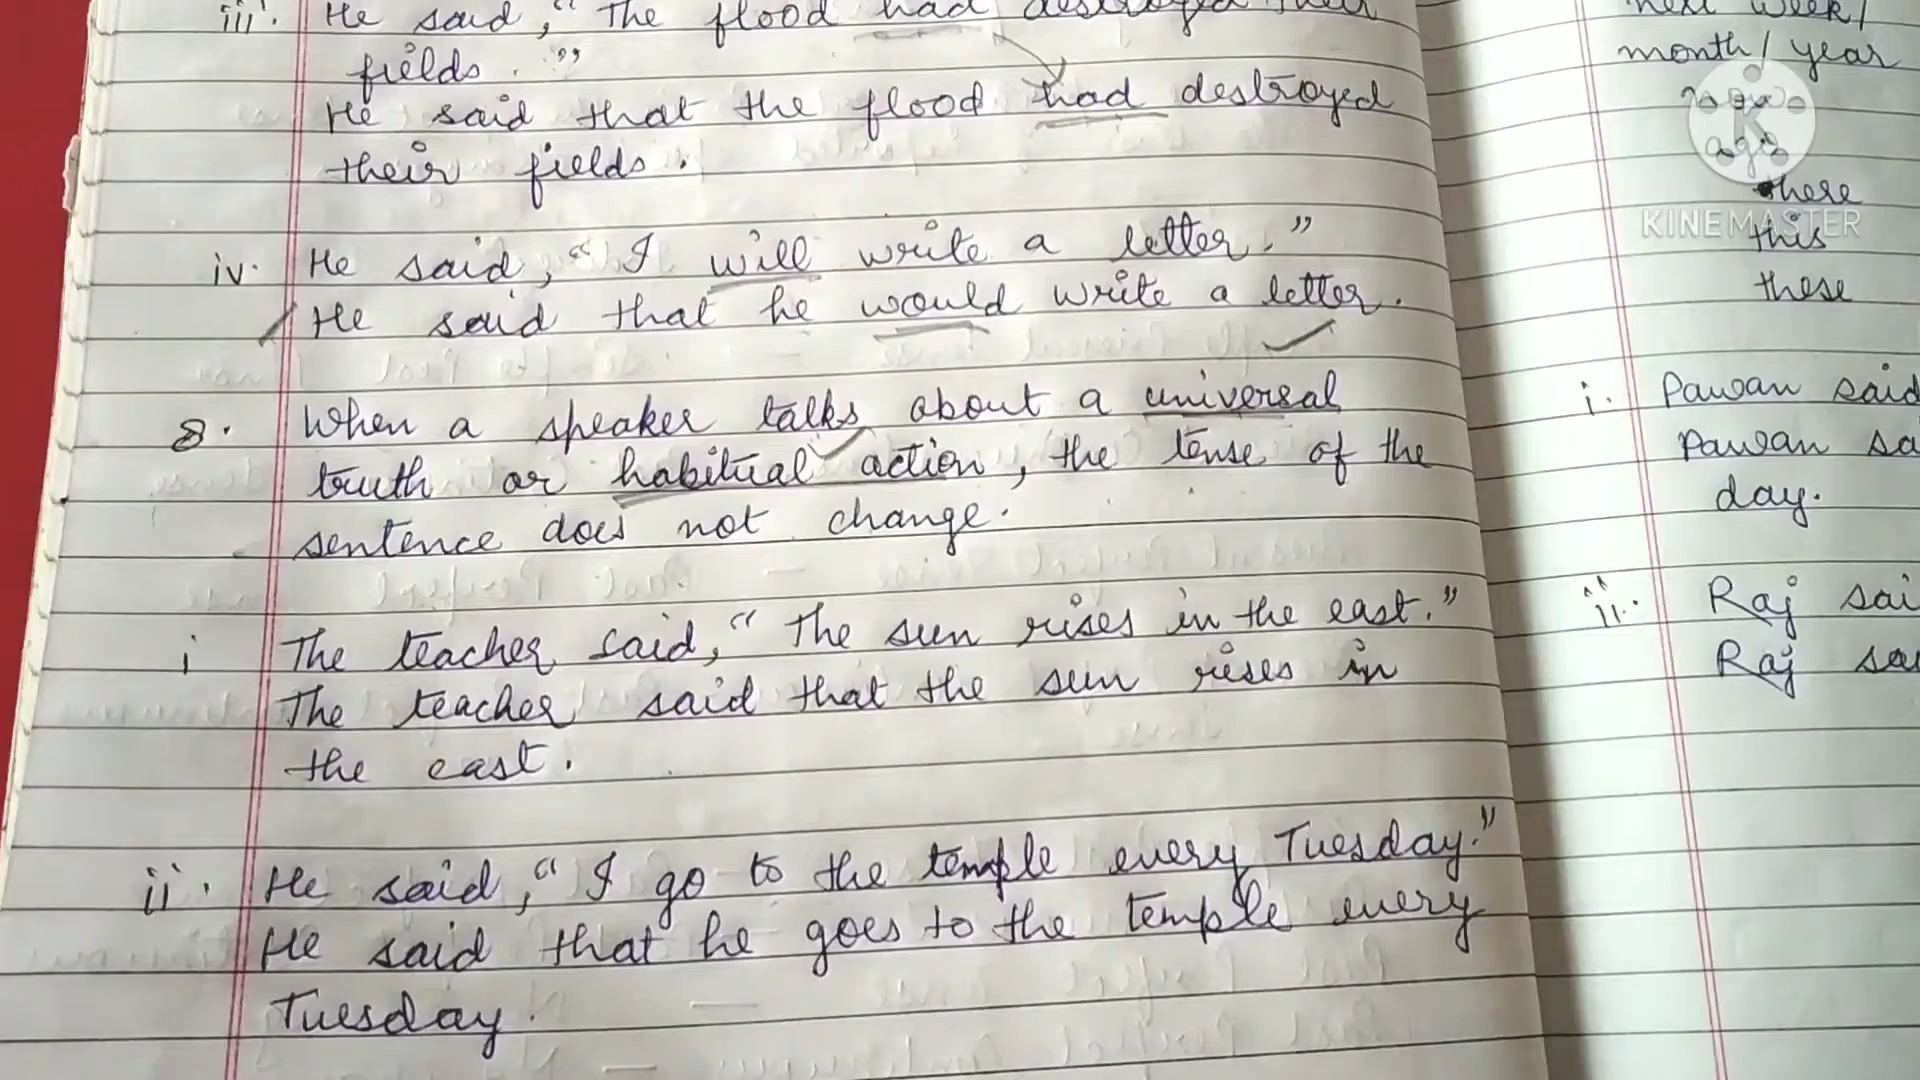 iii. He said, "The flood had destroyed their
fields."
He said that the flood had destroyed
their fields.
iv. He said, "I will write a letter."
He said that he would write a letter.
8. When a speaker talks about a universal
truth or habitual action, the tense of the
sentence does not change.
i The teacher said, "The sun rises in the east."
The teacher said that the sun rises in
the east.
ii. He said, "I go to the temple every Tuesday."
He said that he goes to the temple every
Tuesday.
next week/
month/year
there
this
these
i. Pawan said
Pawan sa
day.
ii. Raj sai
Raj sa
K
KINEMASTER